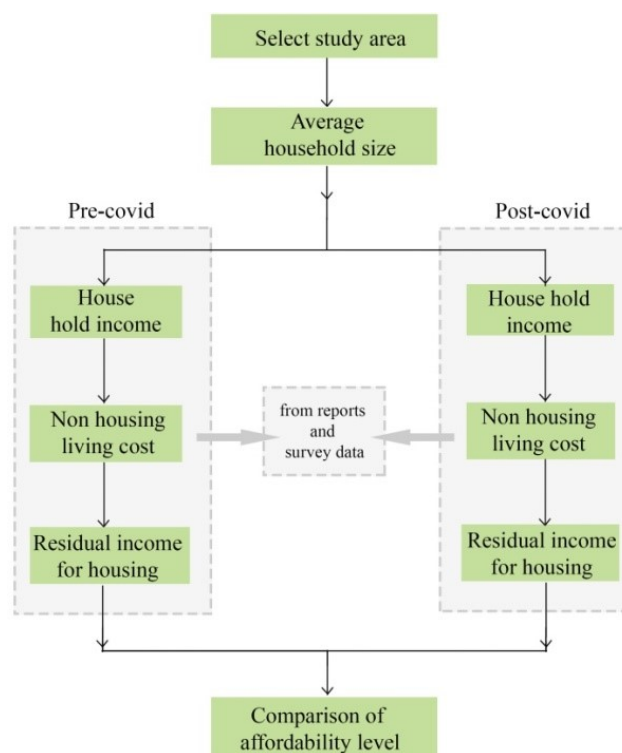 Select study area
Average
household size
Pre-covid
Post-covid
House
hold income
House hold
income
Non housing
living cost
from reports
and
survey data
Non housing
living cost
Residual income
for housing
Residual income
for housing
Comparison of
affordability level